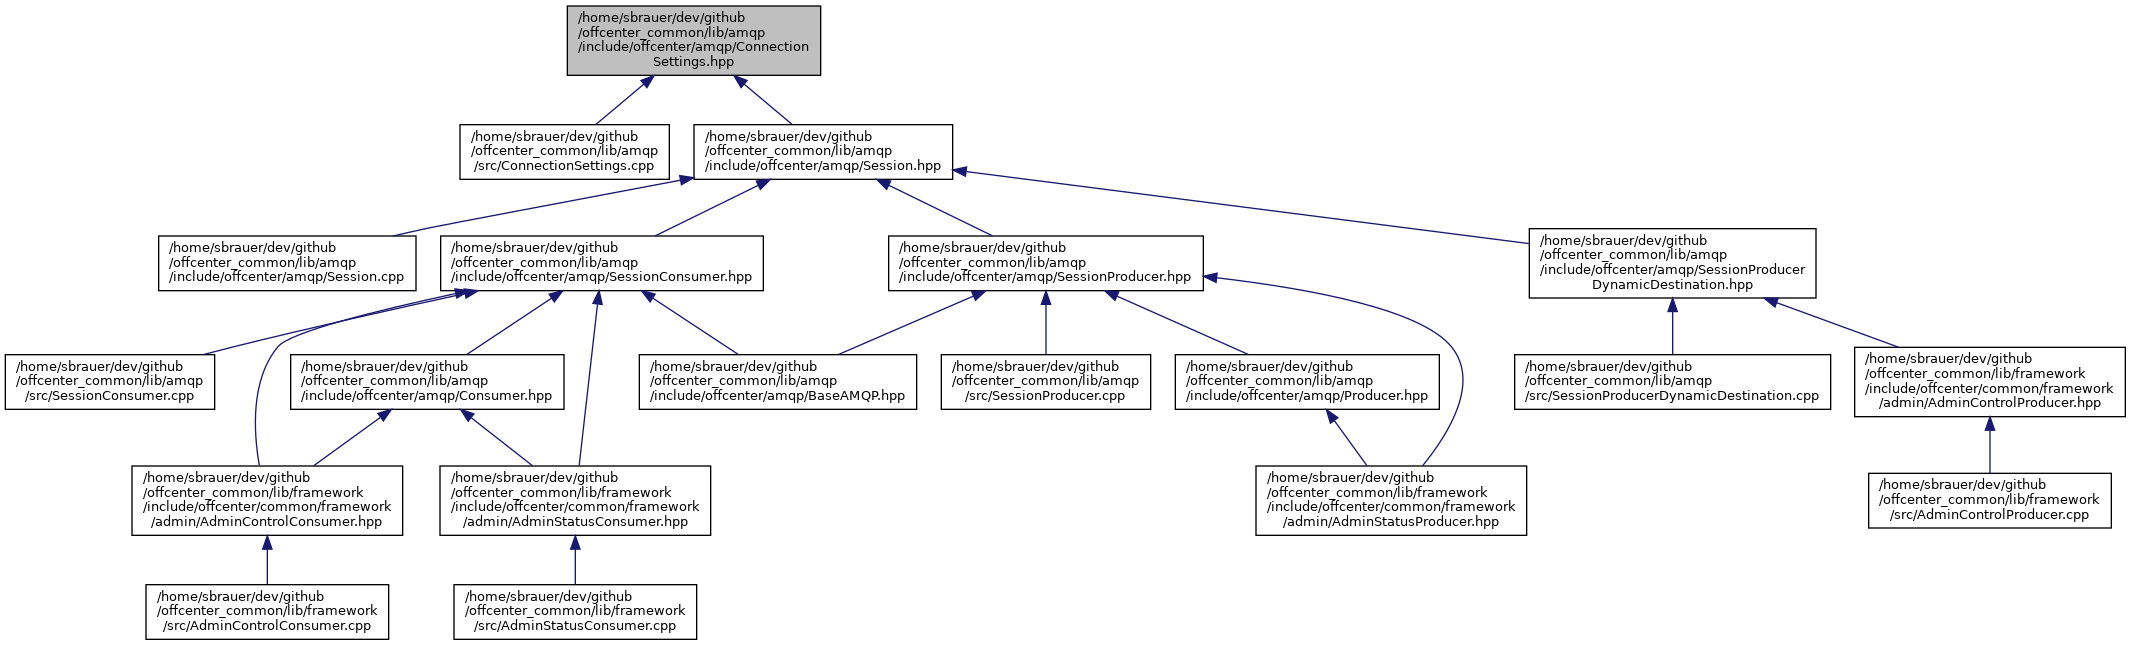 /home/sbrauer/dev/github
/offcenter_common/lib/amqp
/include/offcenter/amqp/Connection
Settings.hpp
/home/sbrauer/dev/github
/offcenter_common/lib/amqp
/src/ConnectionSettings.cpp
/home/sbrauer/dev/github
/offcenter_common/lib/amqp
/include/offcenter/amqp/Session.hpp
/home/sbrauer/dev/github
/offcenter_common/lib/amqp
/include/offcenter/amqp/Session.cpp
/home/sbrauer/dev/github
/offcenter_common/lib/amqp
/include/offcenter/amqp/SessionConsumer.hpp
/home/sbrauer/dev/github
/offcenter_common/lib/amqp
/include/offcenter/amqp/SessionProducer.hpp
/home/sbrauer/dev/github
/offcenter_common/lib/amqp
/include/offcenter/amqp/SessionProducer
DynamicDestination.hpp
/home/sbrauer/dev/github
/offcenter_common/lib/amqp
/src/SessionConsumer.cpp
/home/sbrauer/dev/github
/offcenter_common/lib/amqp
/include/offcenter/amqp/Consumer.hpp
/home/sbrauer/dev/github
/offcenter_common/lib/amqp
/include/offcenter/amqp/BaseAMQP.hpp
/home/sbrauer/dev/github
/offcenter_common/lib/amqp
/src/SessionProducer.cpp
/home/sbrauer/dev/github
/offcenter_common/lib/amqp
/include/offcenter/amqp/Producer.hpp
/home/sbrauer/dev/github
/offcenter_common/lib/amqp
/src/SessionProducerDynamicDestination.cpp
/home/sbrauer/dev/github
/offcenter_common/lib/framework
/include/offcenter/common/framework
/admin/AdminControlProducer.hpp
/home/sbrauer/dev/github
/offcenter_common/lib/framework
/include/offcenter/common/framework
/admin/AdminControlConsumer.hpp
/home/sbrauer/dev/github
/offcenter_common/lib/framework
/include/offcenter/common/framework
/admin/AdminStatusConsumer.hpp
/home/sbrauer/dev/github
/offcenter_common/lib/framework
/include/offcenter/common/framework
/admin/AdminStatusProducer.hpp
/home/sbrauer/dev/github
/offcenter_common/lib/framework
/src/AdminControlProducer.cpp
/home/sbrauer/dev/github
/offcenter_common/lib/framework
/src/AdminControlConsumer.cpp
/home/sbrauer/dev/github
/offcenter_common/lib/framework
/src/AdminStatusConsumer.cpp